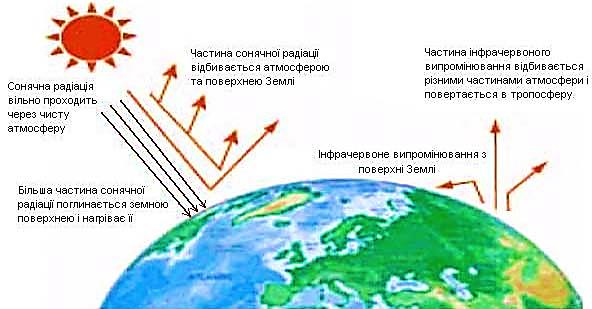 Частина сонячної радіації
відбивається атмосферою
та поверхнею Землі
Частина інфрачервоного
випромінювання відбивається
різними частинами атмосфери і
повертається в тропосферу
Сонячна радіація
вільно проходить
через чисту
атмосферу
Інфрачервоне випромінювання з
поверхні Землі
Більша частина сонячної
радіації поглинається земною
поверхнею і нагріває її